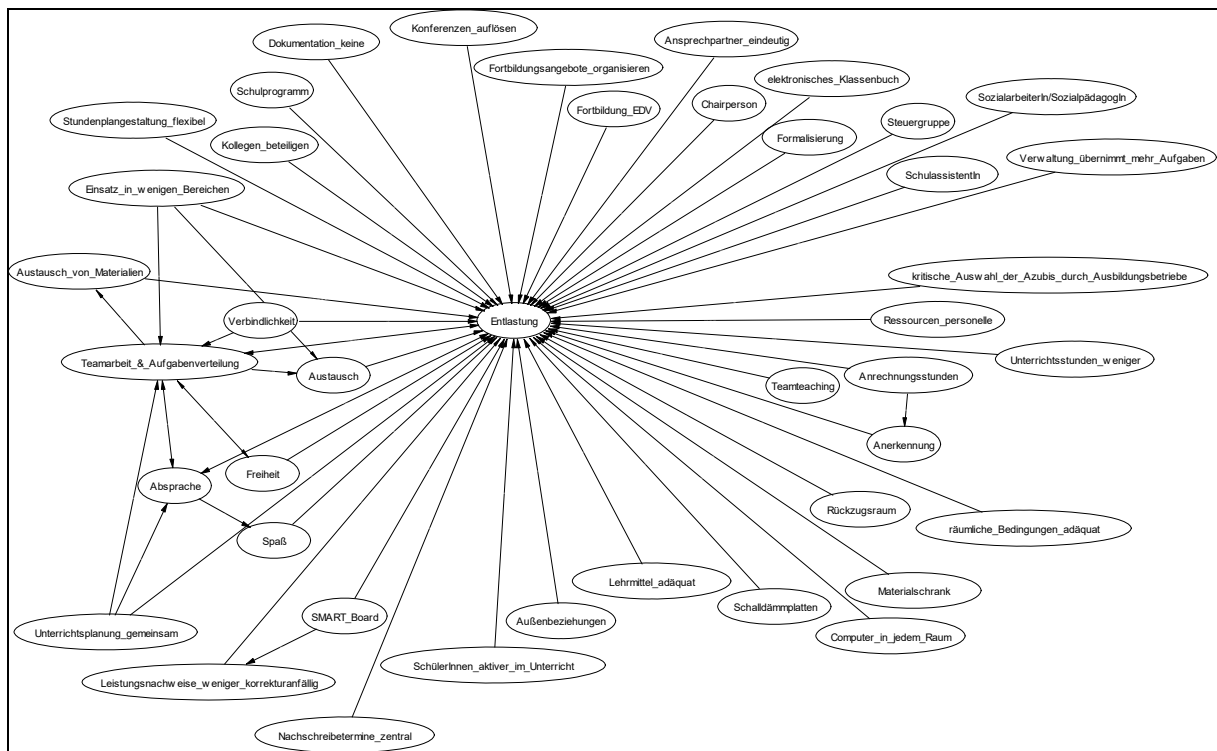 Konferenzen_auflösen
Ansprechpartner_eindeutig
Dokumentation_keine
Fortbildungsangebote_organisieren
elektronisches_Klassenbuch
Schulprogramm
SozialarbeiterIn/SozialpädagogIn
Fortbildung_EDV
Chairperson
Stundenplangestaltung_flexibel
Steuergruppe
Kollegen_beteiligen
Formalisierung
Verwaltung_übernimmt_mehr_Aufgaben
SchulassistentIn
Einsatz_in_wenigen_Bereichen
Austausch_von_Materialien
kritische_Auswahl_der_Azubis_durch_Ausbildungsbetriebe
Verbindlichkeit
Entlastung
Ressourcen_personelle
Teamarbeit_&_Aufgabenverteilung
Unterrichtsstunden_weniger
Austausch
Anrechnungsstunden
Teamteaching
Anerkennung
Freiheit
Absprache
Rückzugsraum
räumliche_Bedingungen_adäquat
Spaß
Lehrmittel_adäquat
Materialschrank
Schalldämmplatten
SMART_Board
Außenbeziehungen
Unterrichtsplanung_gemeinsam
Computer_in_jedem_Raum
SchülerInnen_aktiver_im_Unterricht
Leistungsnachweise_weniger_korrekturanfällig
Nachschreibetermine_zentral